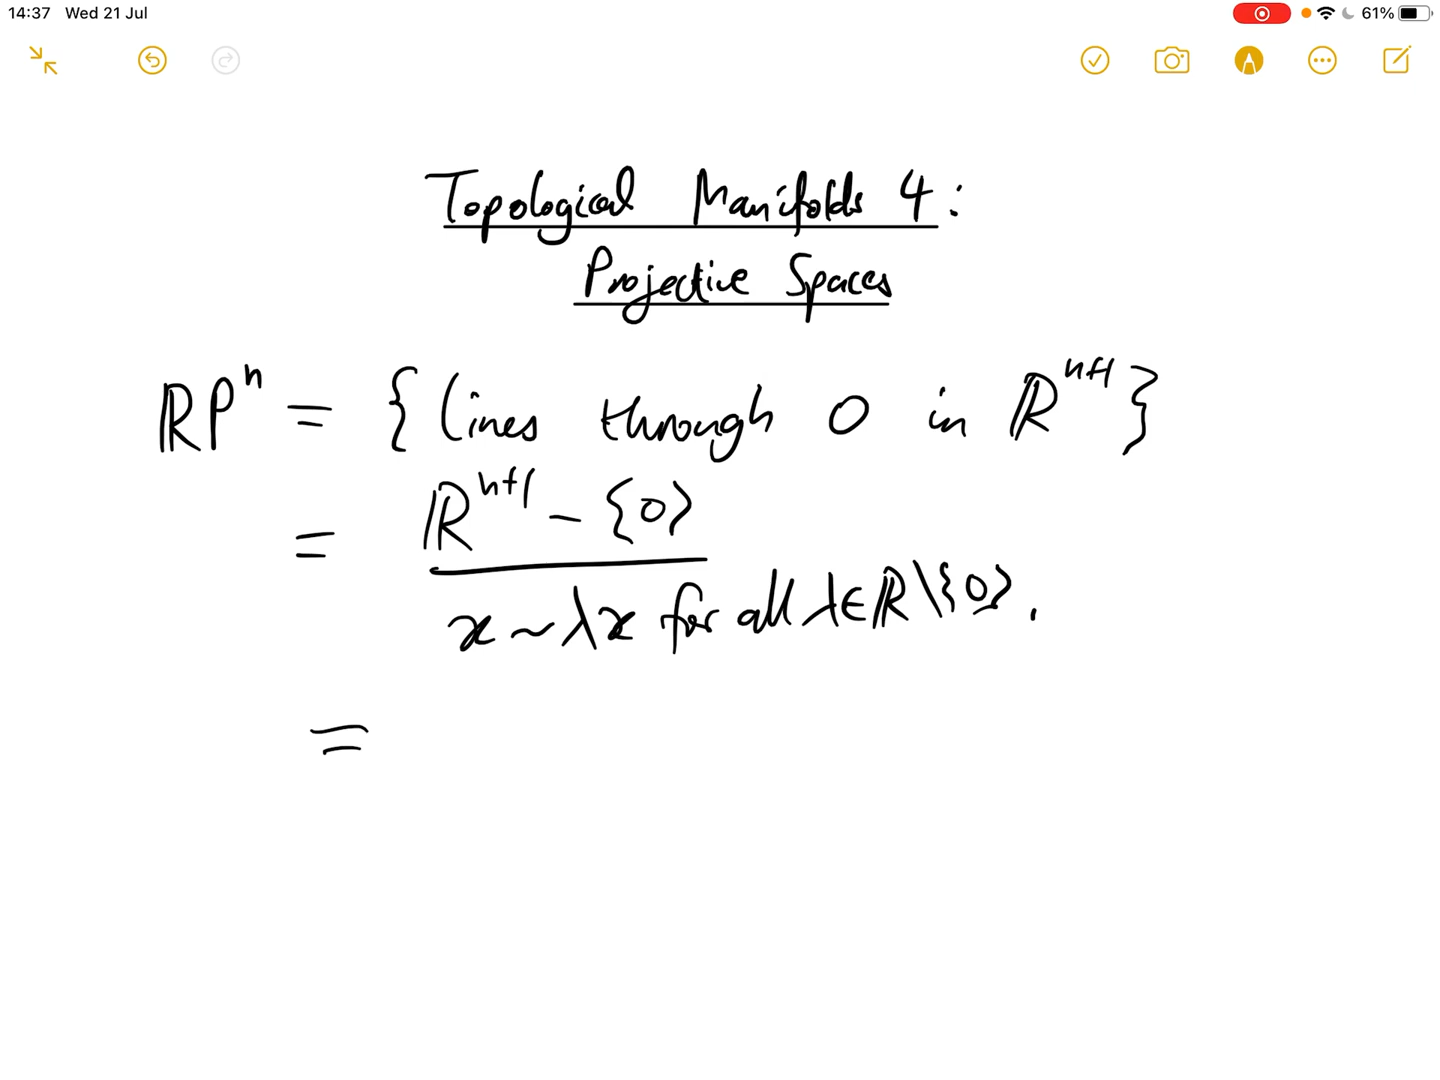 14:37 Wed 21 Jul 61%
Topological Manifolds 4:
Projective Spaces
ℝPⁿ = { lines through 0 in ℝⁿ⁺¹ }
= ℝⁿ⁺¹ – {0}
x ~ λx for all λ∈ℝ\{0}.
=